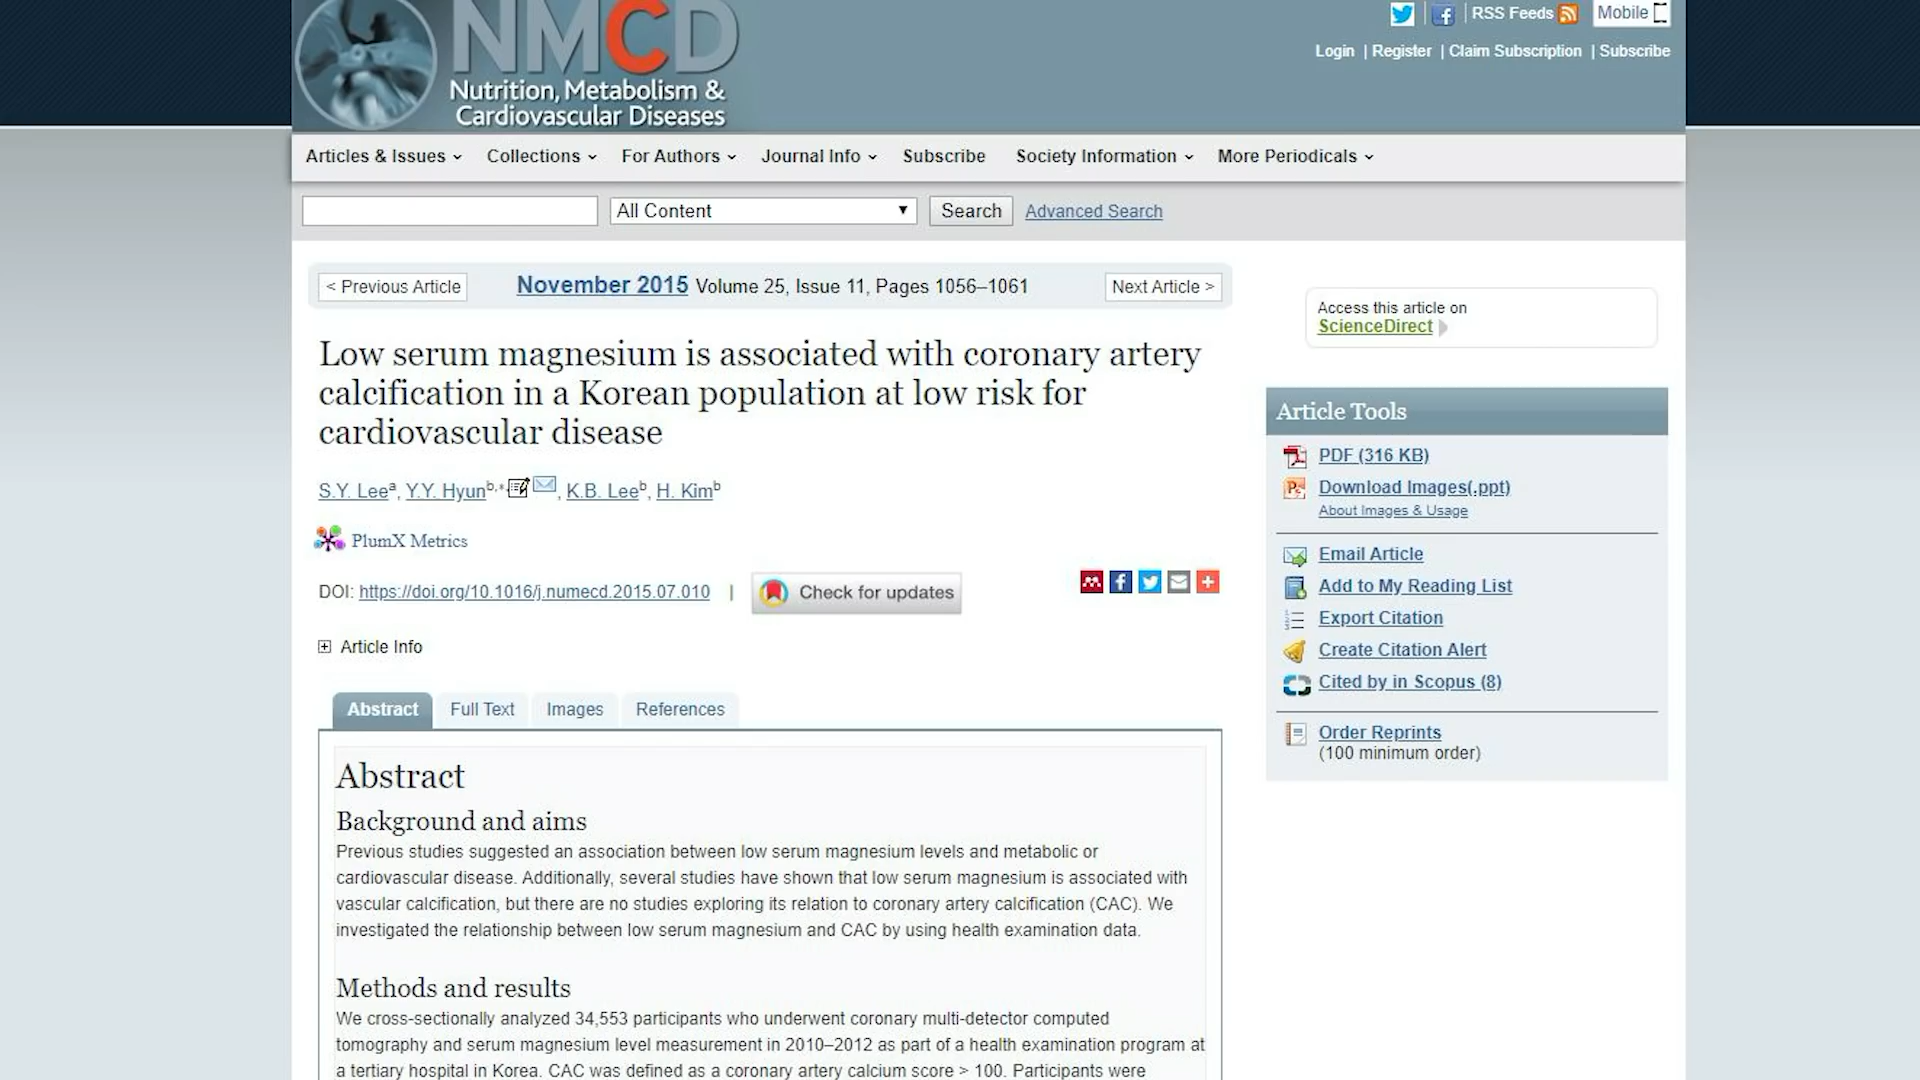 NMCD
Nutrition, Metabolism &
Cardiovascular Diseases
RSS Feeds
Mobile
Login | Register | Claim Subscription | Subscribe
Articles & Issues Collections For Authors Journal Info Subscribe Society Information More Periodicals
All Content Search Advanced Search
< Previous Article November 2015 Volume 25, Issue 11, Pages 1056–1061 Next Article >
Low serum magnesium is associated with coronary artery
calcification in a Korean population at low risk for
cardiovascular disease
S.Y. Leeᵃ, Y.Y. Hyunᵇ,*, K.B. Leeᵇ, H. Kimᵇ
PlumX Metrics
DOI: https://doi.org/10.1016/j.numecd.2015.07.010 | Check for updates
Article Info
Abstract Full Text Images References
Abstract
Background and aims
Previous studies suggested an association between low serum magnesium levels and metabolic or
cardiovascular disease. Additionally, several studies have shown that low serum magnesium is associated with
vascular calcification, but there are no studies exploring its relation to coronary artery calcification (CAC). We
investigated the relationship between low serum magnesium and CAC by using health examination data.
Methods and results
We cross-sectionally analyzed 34,553 participants who underwent coronary multi-detector computed
tomography and serum magnesium level measurement in 2010–2012 as part of a health examination program at
a tertiary hospital in Korea. CAC was defined as a coronary artery calcium score > 100. Participants were
Access this article on
ScienceDirect
Article Tools
PDF (316 KB)
Download Images(.ppt)
About Images & Usage
Email Article
Add to My Reading List
Export Citation
Create Citation Alert
Cited by in Scopus (8)
Order Reprints
(100 minimum order)